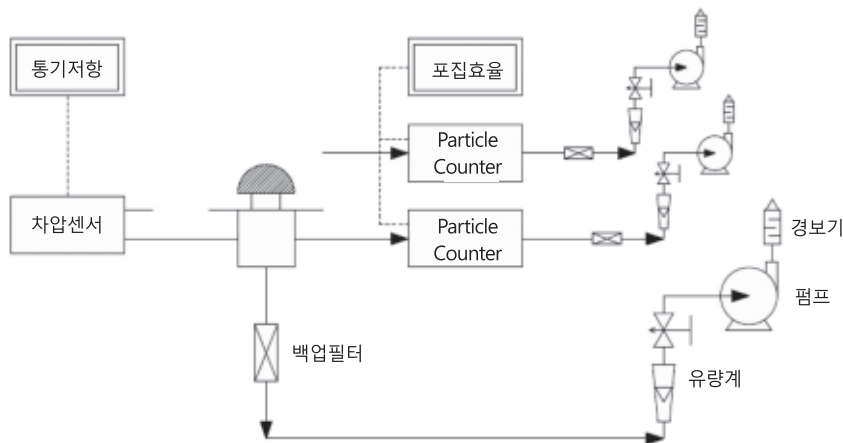 통기저항
포집효율
Particle
Counter
차압센서
Particle
Counter
경보기
펌프
백업필터
유량계